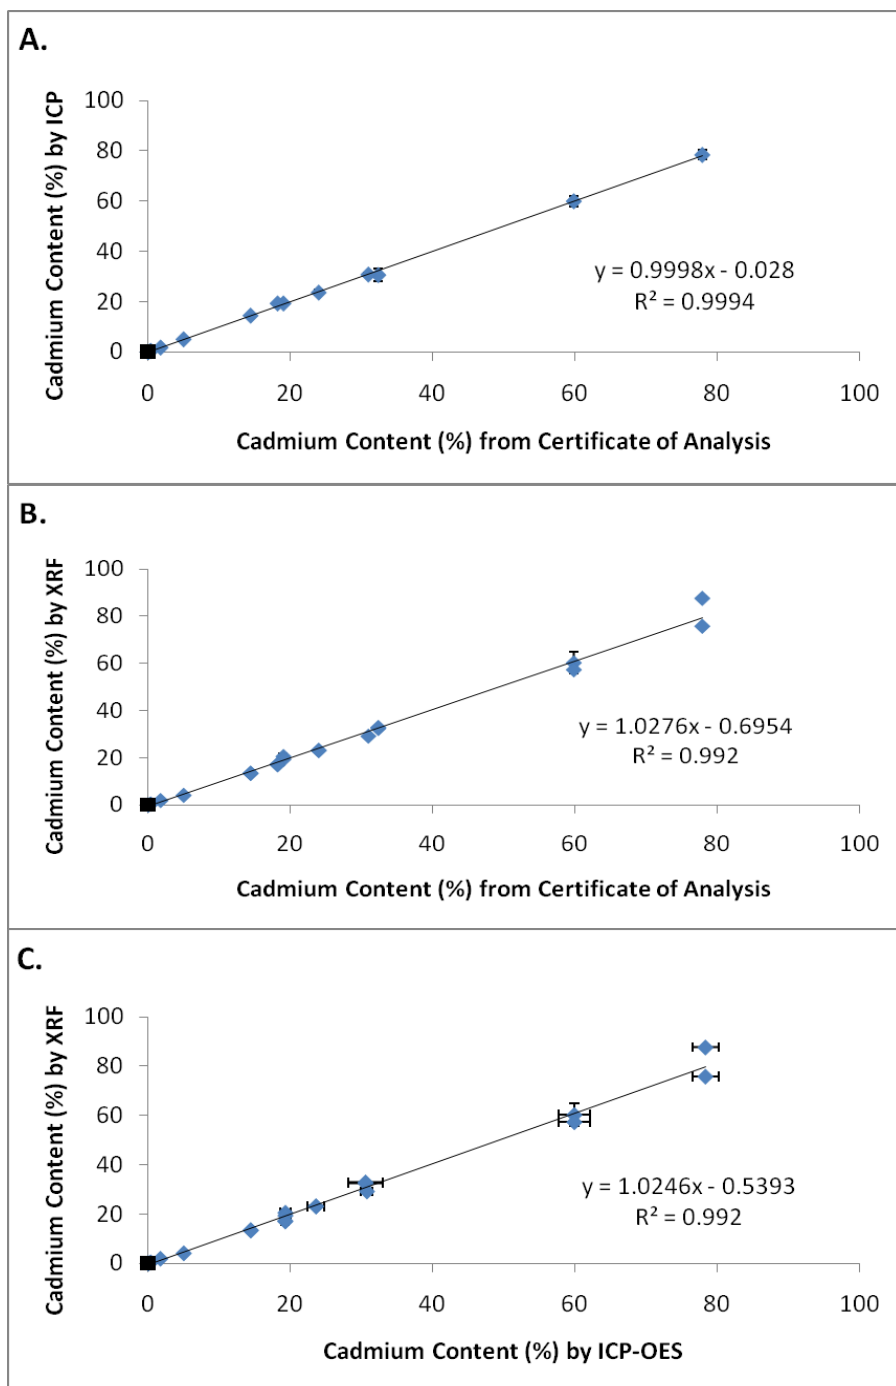 A.
Cadmium Content (%) by ICP
100
80
60
40
20
0
y = 0.9998x - 0.028
R² = 0.9994
0 20 40 60 80 100
Cadmium Content (%) from Certificate of Analysis
B.
Cadmium Content (%) by XRF
100
80
60
40
20
0
y = 1.0276x - 0.6954
R² = 0.992
0 20 40 60 80 100
Cadmium Content (%) from Certificate of Analysis
C.
Cadmium Content (%) by XRF
100
80
60
40
20
0
y = 1.0246x - 0.5393
R² = 0.992
0 20 40 60 80 100
Cadmium Content (%) by ICP-OES